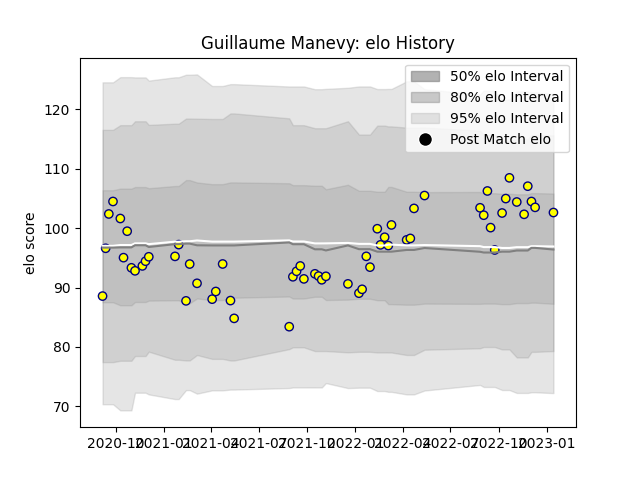 Guillaume Manevy: elo History
50% elo Interval
80% elo Interval
95% elo Interval
Post Match elo
elo score
120
110
100
90
80
70
2020-10 2021-01 2021-04 2021-07 2021-10 2022-01 2022-04 2022-07 2022-10 2023-01